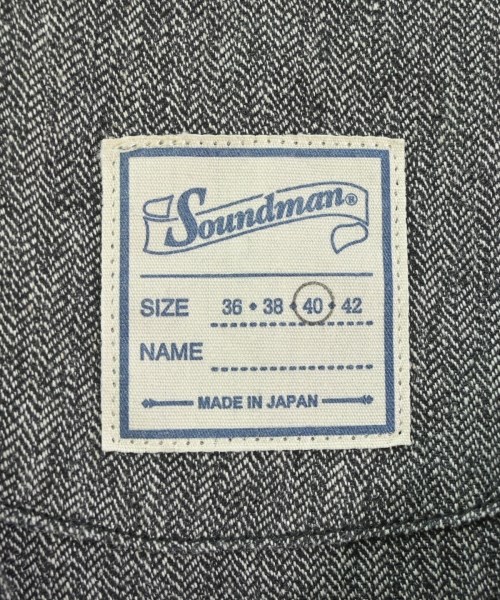 Soundman®
SIZE 36 • 38 • 40 • 42
NAME
MADE IN JAPAN